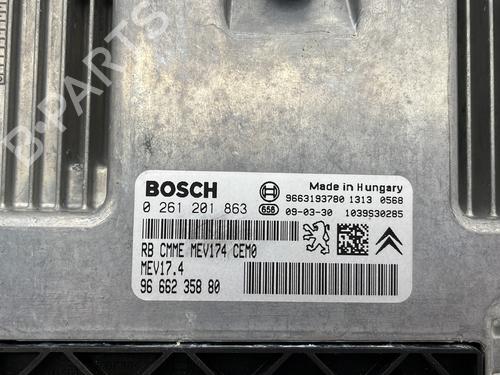 B-PARTS
BOSCH
Made in Hungary
9663193780 1313 0568
0 261 201 863
658
09-03-30
1039S30285
RB CMME MEV174 CEM0
MEV17.4
96 662 358 80